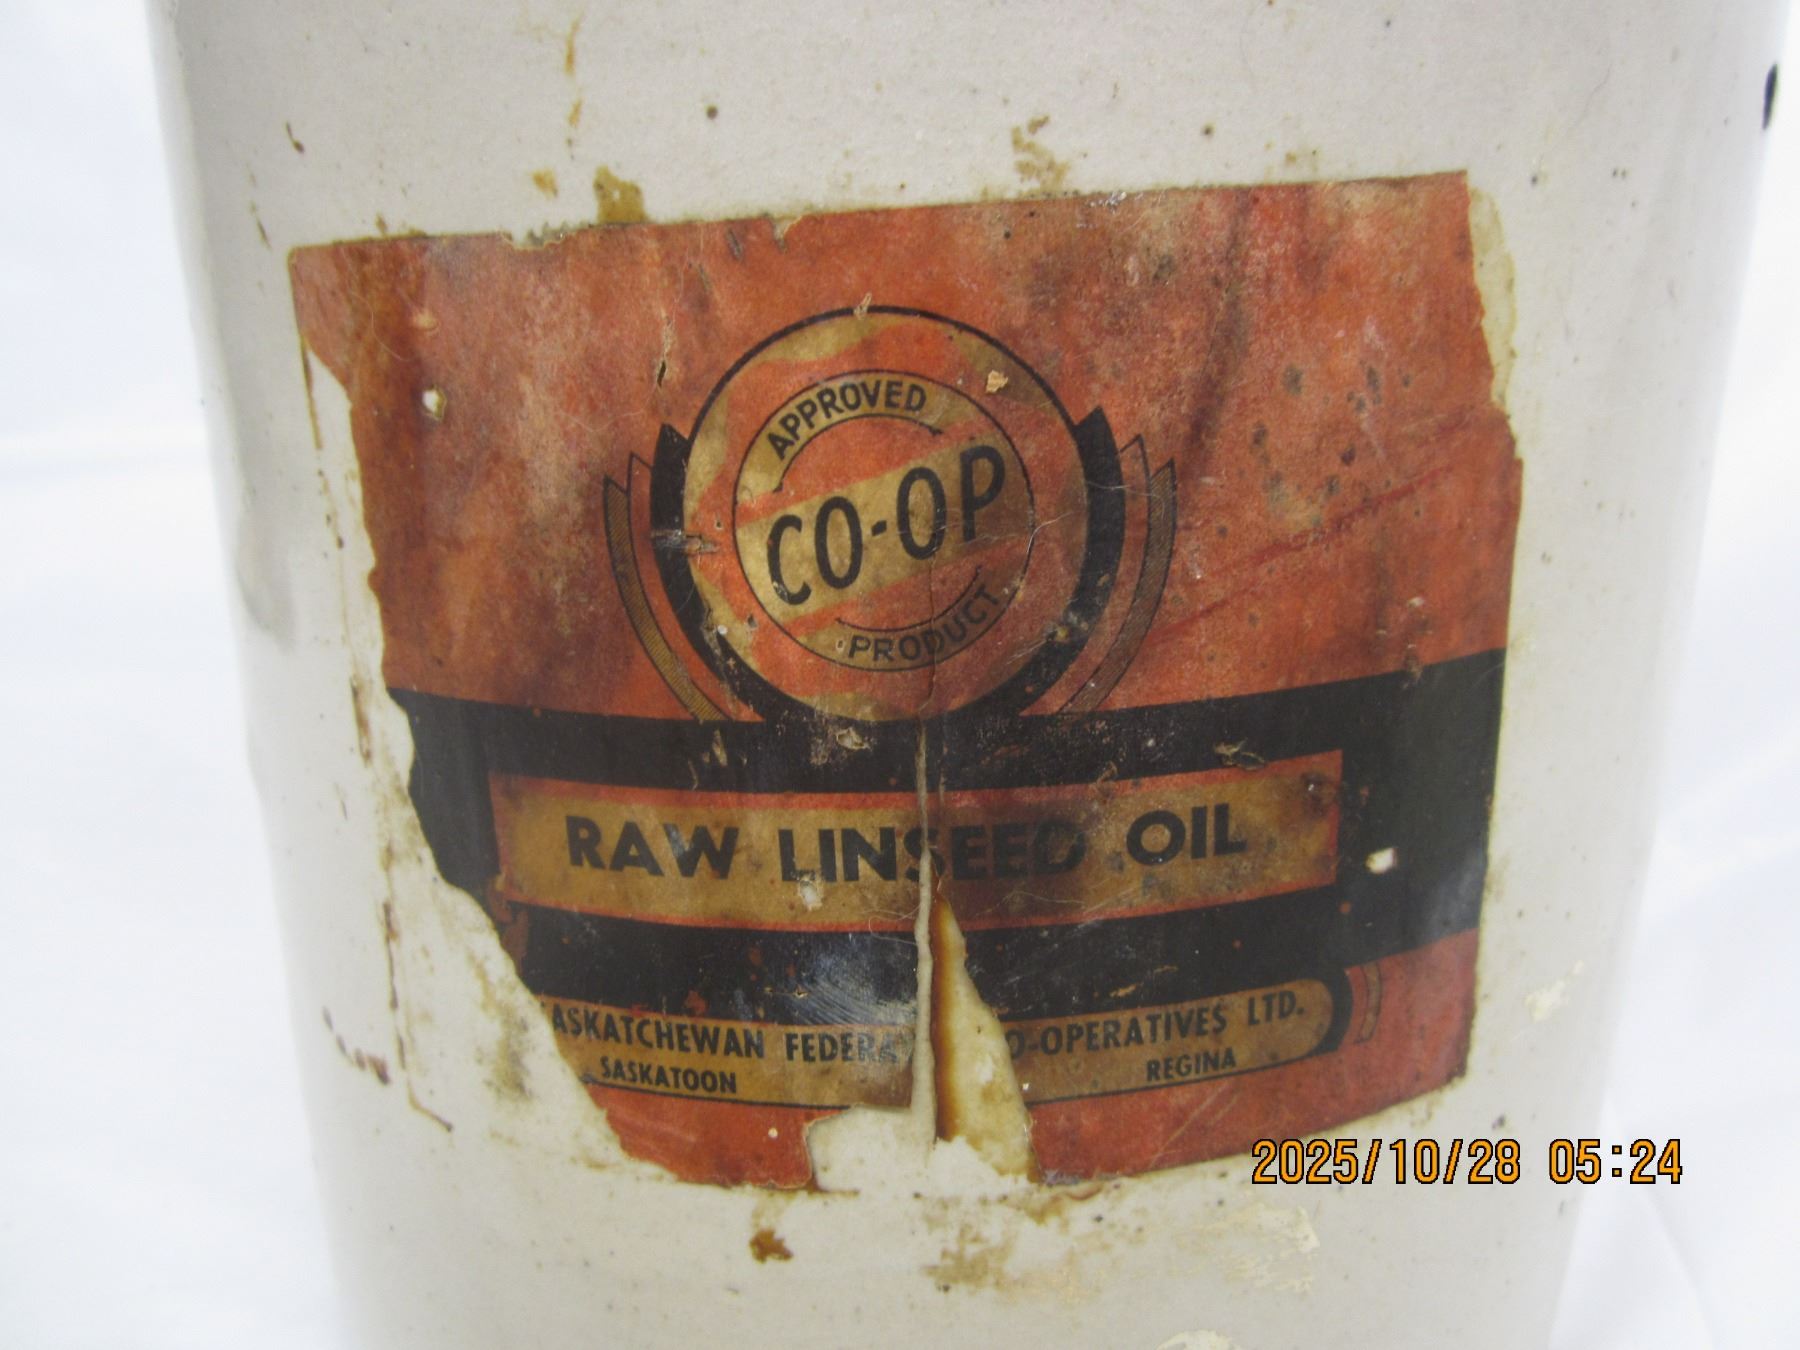 APPROVED
CO-OP
PRODUCT
RAW LINSEED OIL
ASKATCHEWAN FEDERA O-OPERATIVES LTD.
SASKATOON REGINA
2025/10/28 05:24